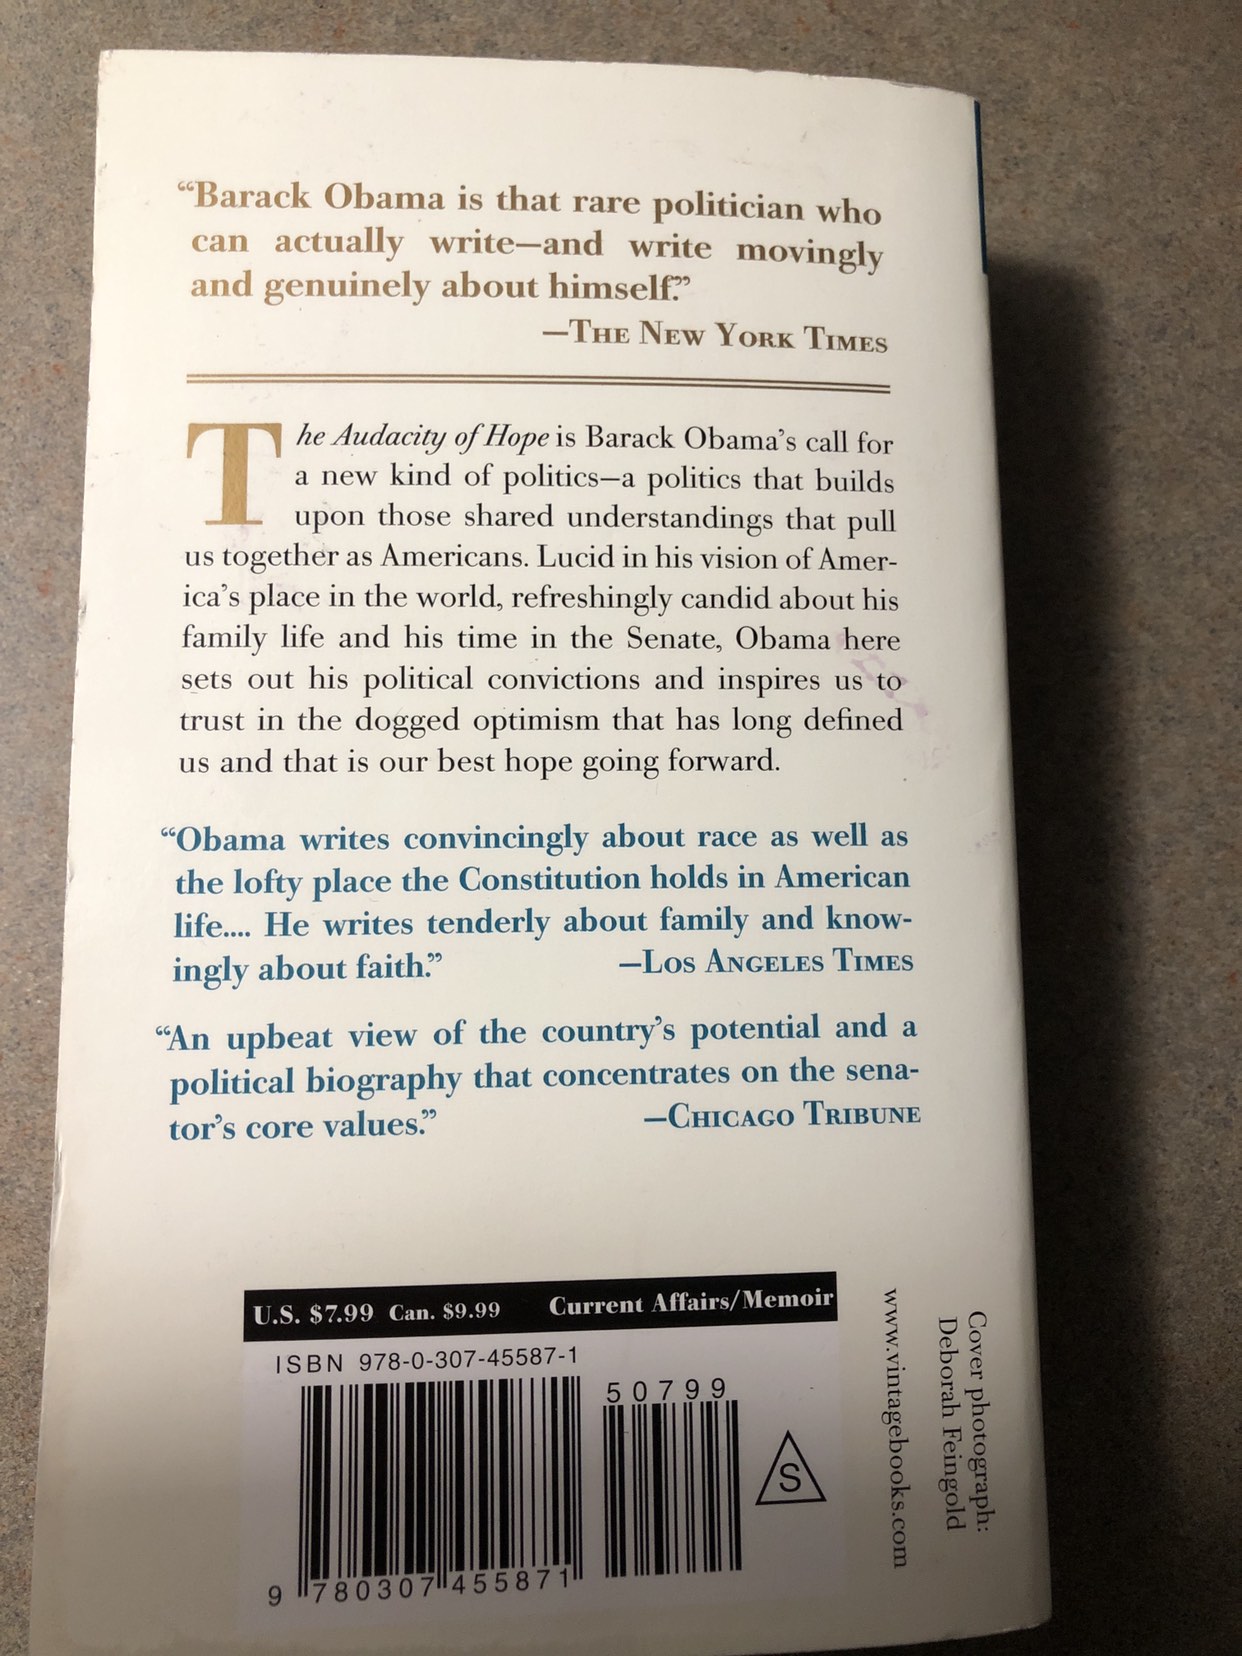 “Barack Obama is that rare politician who
can actually write—and write movingly
and genuinely about himself.”
—THE NEW YORK TIMES
The Audacity of Hope is Barack Obama’s call for
a new kind of politics—a politics that builds
upon those shared understandings that pull
us together as Americans. Lucid in his vision of Amer-
ica’s place in the world, refreshingly candid about his
family life and his time in the Senate, Obama here
sets out his political convictions and inspires us to
trust in the dogged optimism that has long defined
us and that is our best hope going forward.
“Obama writes convincingly about race as well as
the lofty place the Constitution holds in American
life.... He writes tenderly about family and know-
ingly about faith.” —LOS ANGELES TIMES
“An upbeat view of the country’s potential and a
political biography that concentrates on the sena-
tor’s core values.” —CHICAGO TRIBUNE
U.S. $7.99 Can. $9.99 Current Affairs/Memoir
ISBN 978-0-307-45587-1
50799
S
9 780307 455871
www.vintagebooks.com
Cover photograph:
Deborah Feingold